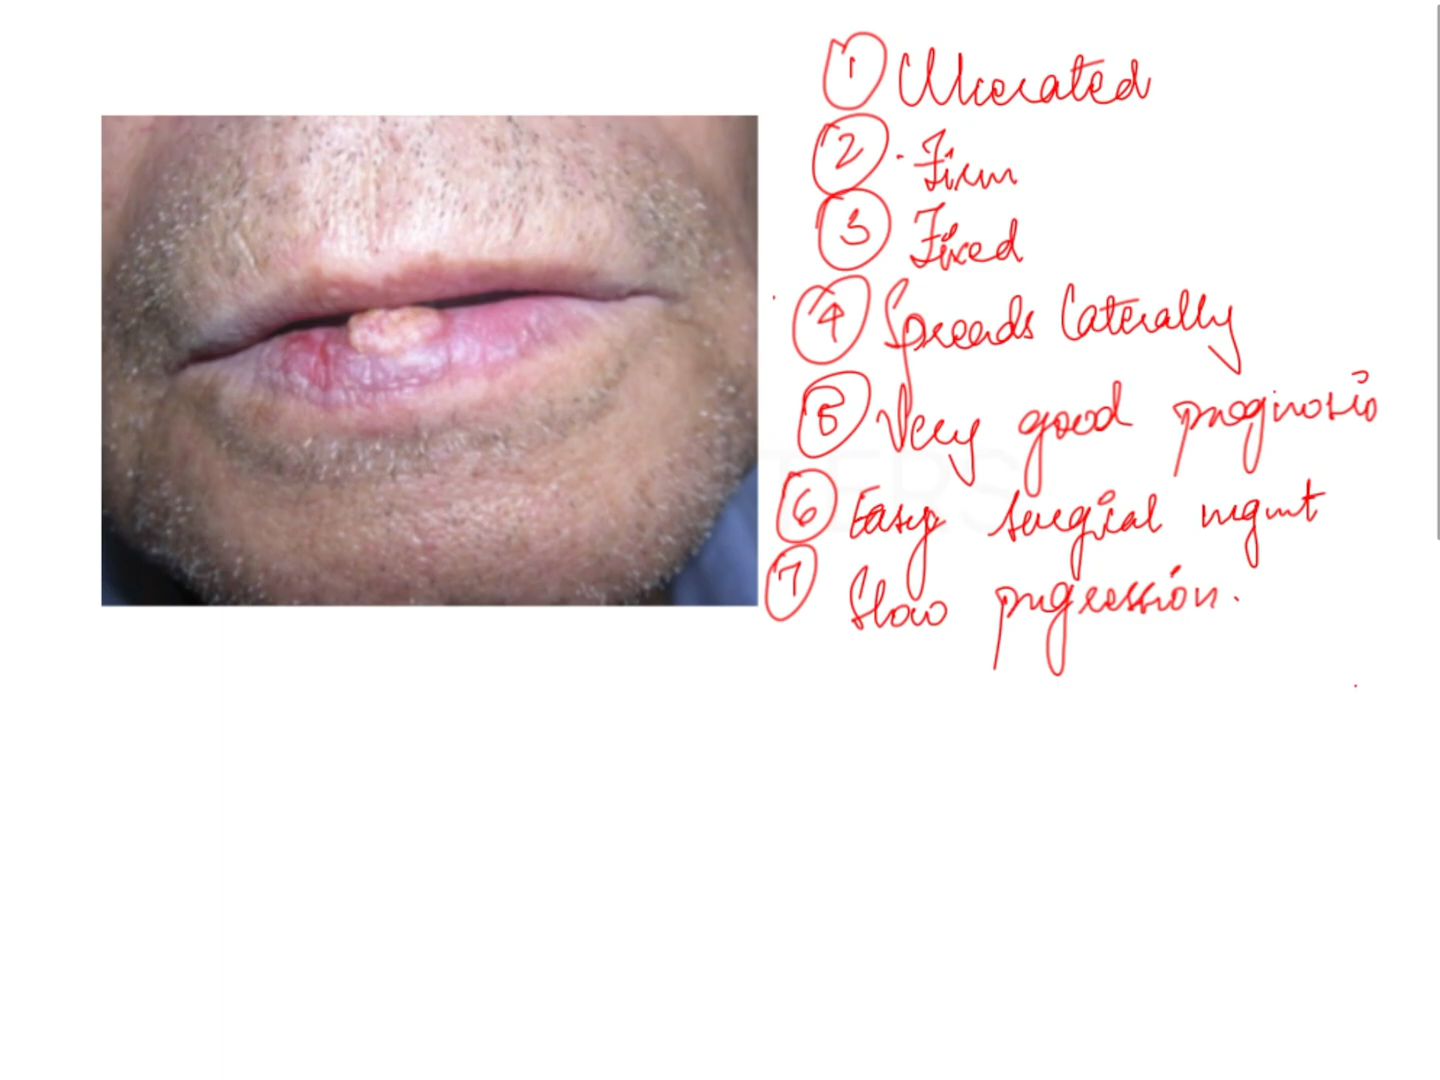 1 Ulcerated
2 . Firm
3 Fixed
4 Spreads laterally
5 Very good prognosis
6 Easy surgical mgmt
7 Slow progression.